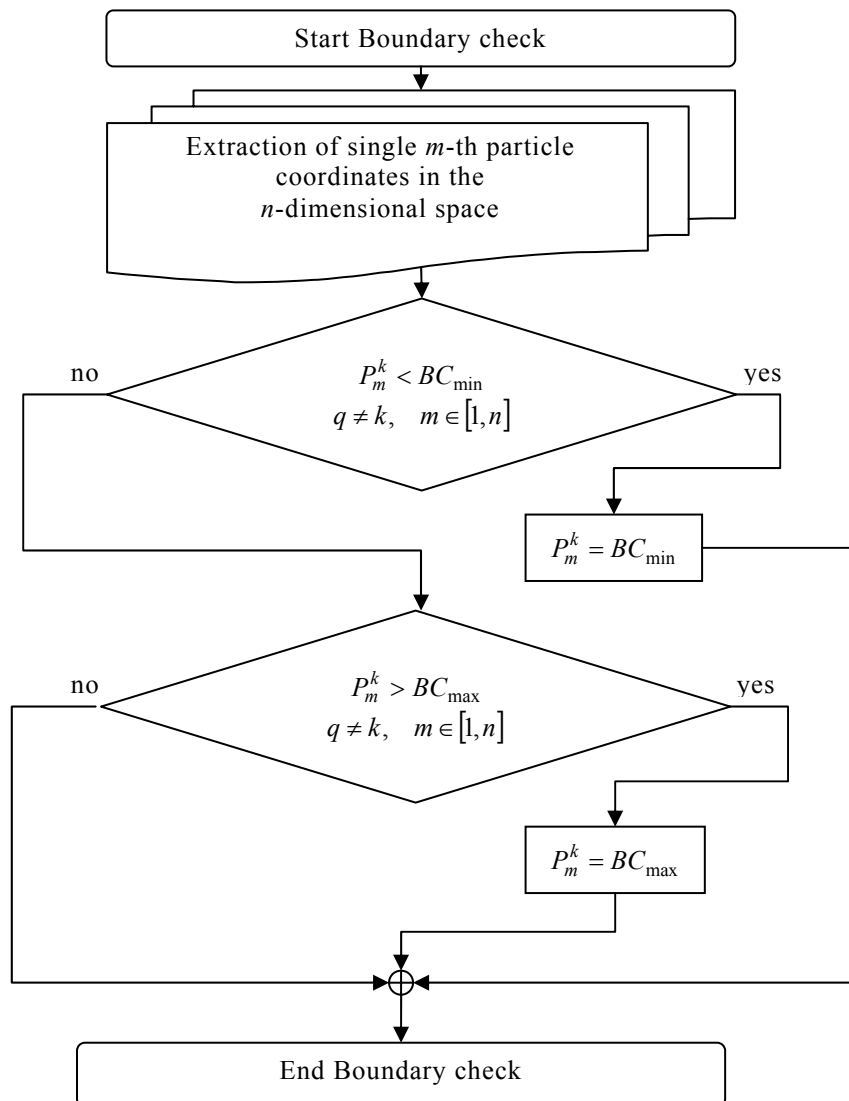 Start Boundary check
Extraction of single m-th particle
coordinates in the
n-dimensional space
no
yes
P_m^k < BC_min
q ≠ k, m ∈ [1, n]
P_m^k = BC_min
no
yes
P_m^k > BC_max
q ≠ k, m ∈ [1, n]
P_m^k = BC_max
End Boundary check